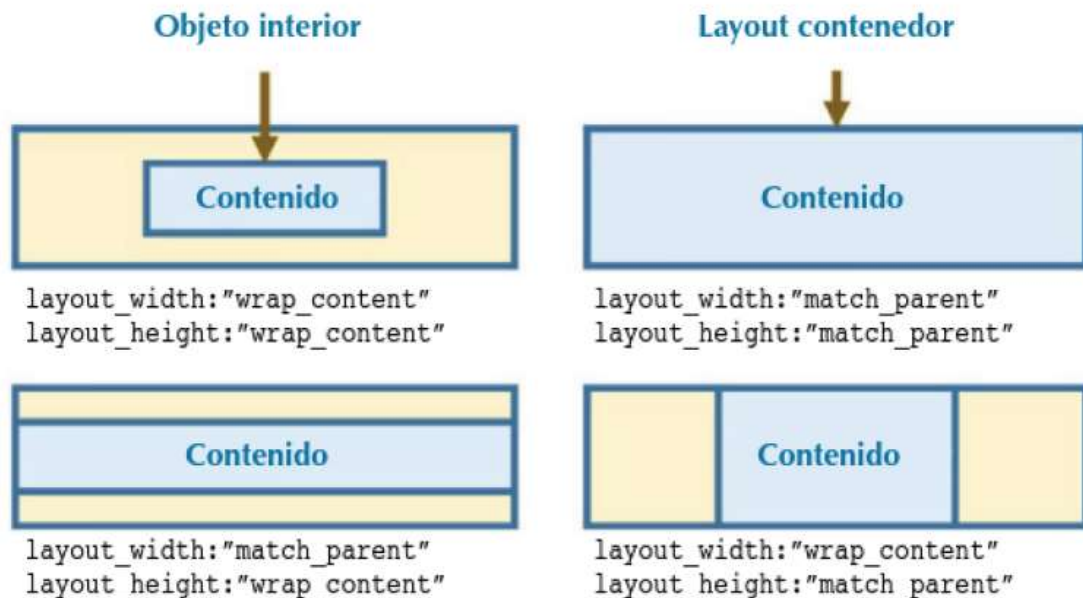 Objeto interior
Layout contenedor
Contenido
Contenido
layout_width:"wrap_content"
layout_height:"wrap_content"
layout_width:"match_parent"
layout_height:"match_parent"
Contenido
Contenido
layout_width:"match_parent"
layout_height:"wrap_content"
layout_width:"wrap_content"
layout_height:"match_parent"